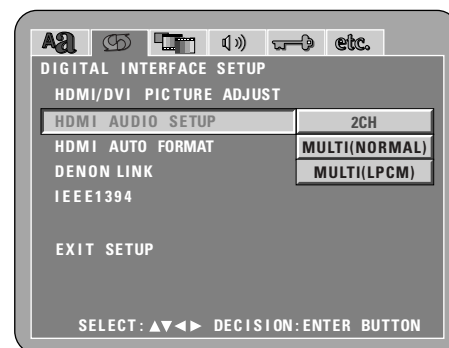 Aa etc.
DIGITAL INTERFACE SETUP
HDMI/DVI PICTURE ADJUST
HDMI AUDIO SETUP 2CH
HDMI AUTO FORMAT MULTI(NORMAL)
DENON LINK MULTI(LPCM)
IEEE1394
EXIT SETUP
SELECT:▲▼◄► DECISION:ENTER BUTTON